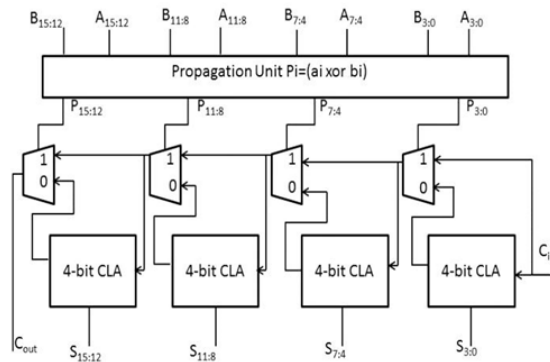 B15:12 A15:12 B11:8 A11:8 B7:4 A7:4 B3:0 A3:0
Propagation Unit Pi=(ai xor bi)
P15:12 P11:8 P7:4 P3:0
1 1 1 1
0 0 0 0
4-bit CLA 4-bit CLA 4-bit CLA 4-bit CLA Ci
Cout S15:12 S11:8 S7:4 S3:0